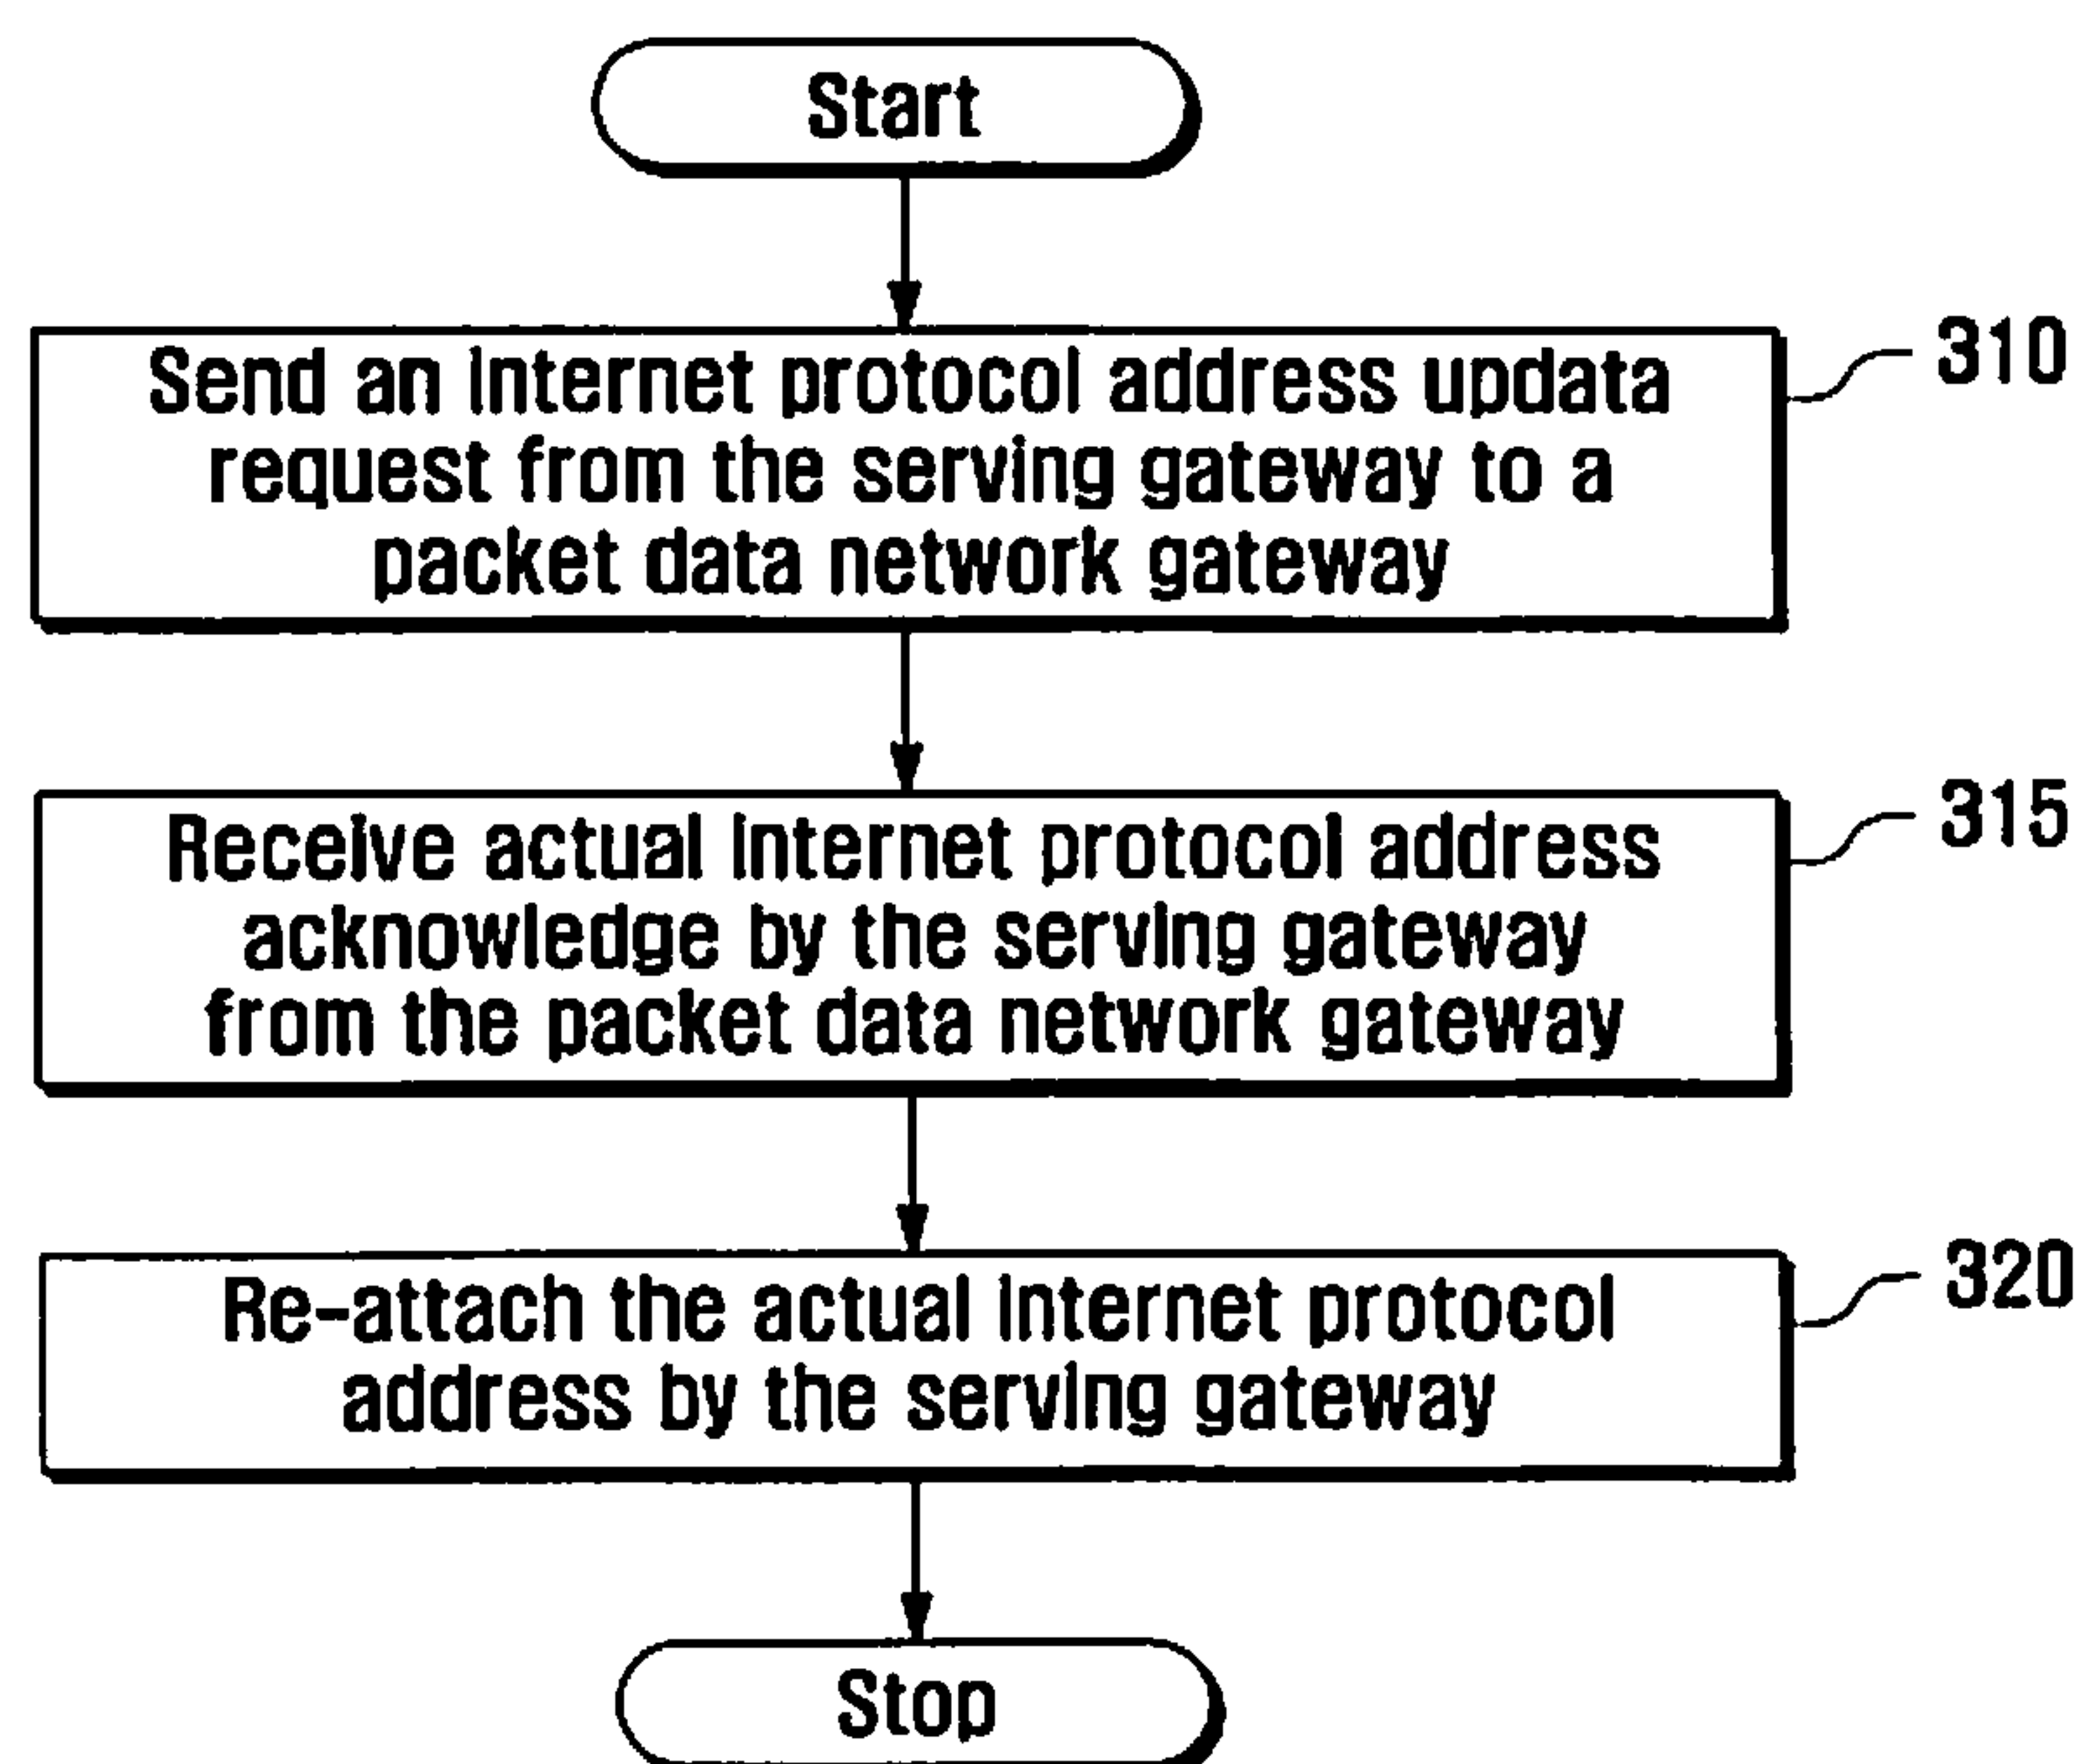 Start
Send an Internet protocol address updata
request from the serving gateway to a
packet data network gateway
310
Receive actual Internet protocol address
acknowledge by the serving gateway
from the packet data network gateway
315
Re-attach the actual Internet protocol
address by the serving gateway
320
Stop